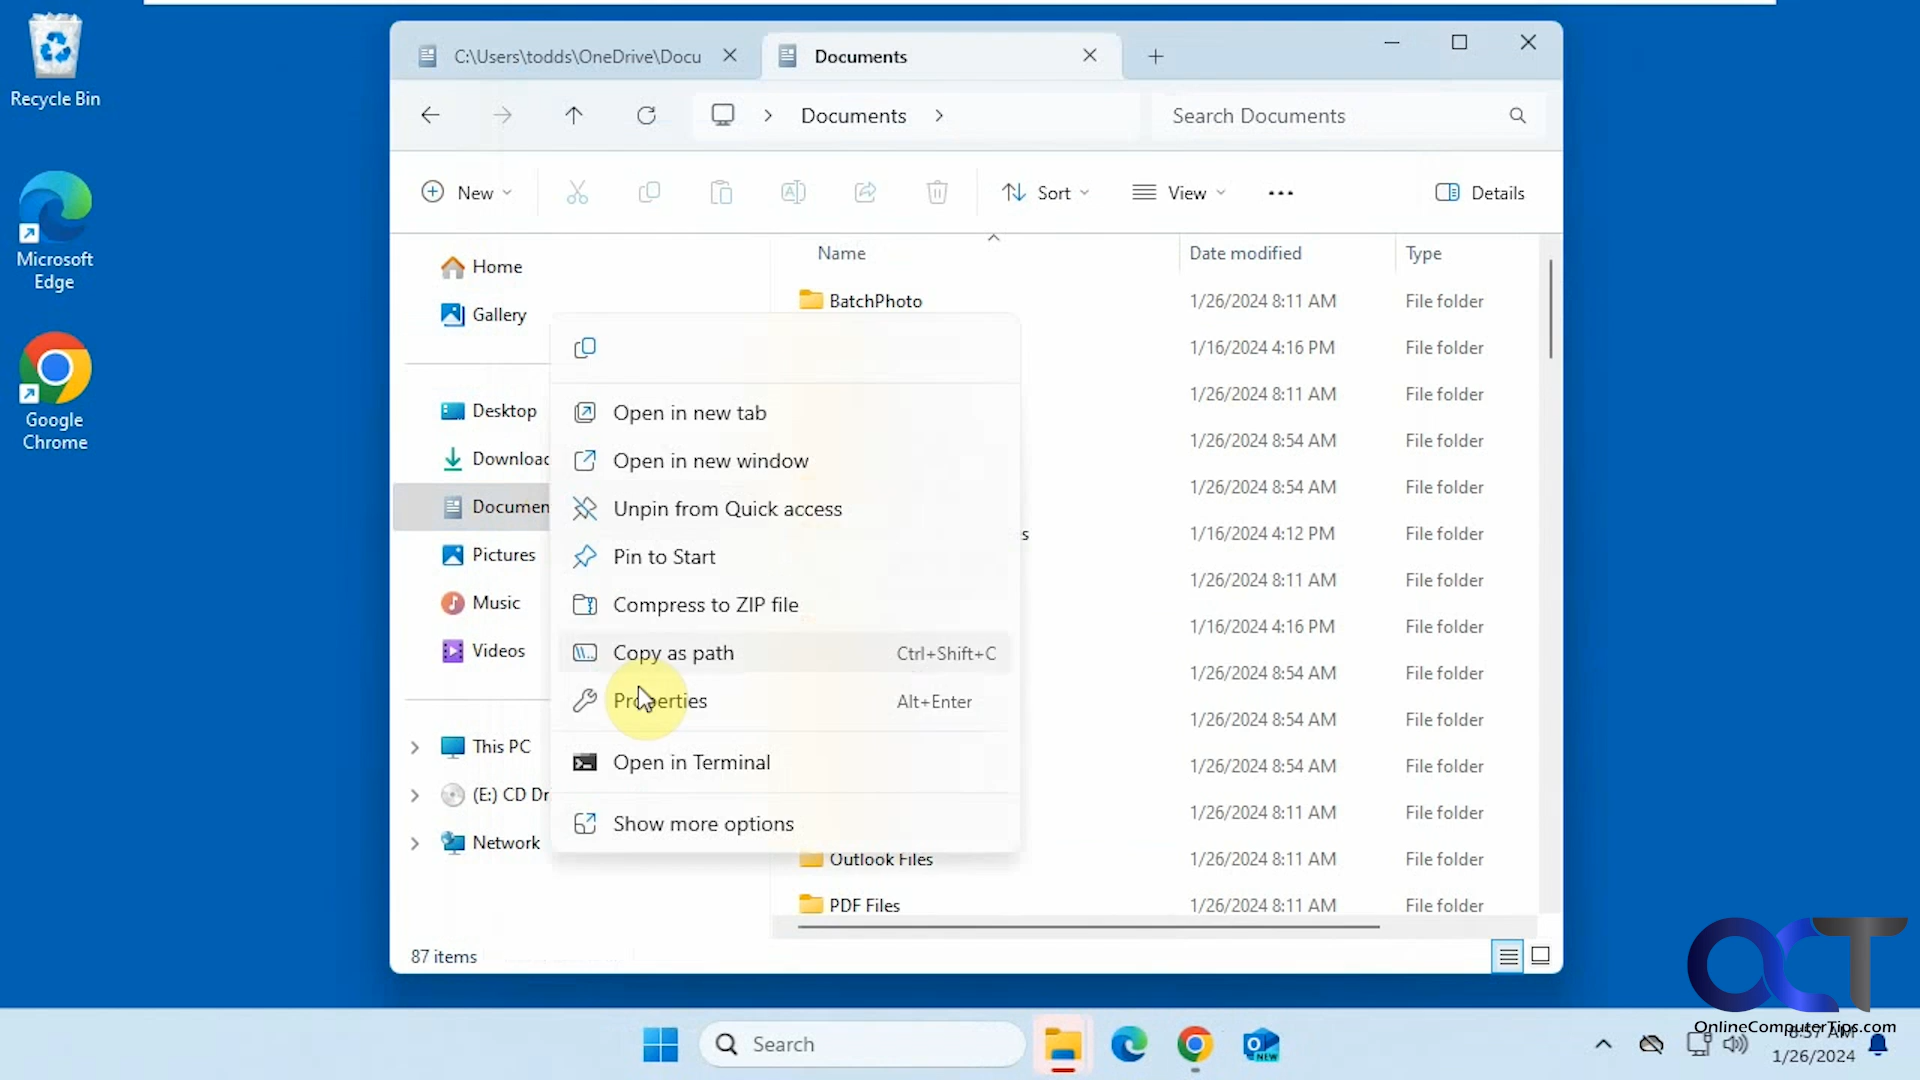 Recycle Bin
Microsoft
Edge
Google
Chrome
C:\Users\todds\OneDrive\Docu
Documents
Documents
Search Documents
New
Sort
View
Details
Home
Gallery
Desktop
Downloac
Documen
Pictures
Music
Videos
This PC
(E:) CD Dr
Network
Name
Date modified
Type
BatchPhoto 1/26/2024 8:11 AM File folder
1/16/2024 4:16 PM File folder
1/26/2024 8:11 AM File folder
1/26/2024 8:54 AM File folder
1/26/2024 8:54 AM File folder
s 1/16/2024 4:12 PM File folder
1/26/2024 8:11 AM File folder
1/16/2024 4:16 PM File folder
1/26/2024 8:54 AM File folder
1/26/2024 8:54 AM File folder
1/26/2024 8:54 AM File folder
1/26/2024 8:11 AM File folder
Outlook Files 1/26/2024 8:11 AM File folder
PDF Files 1/26/2024 8:11 AM File folder
Open in new tab
Open in new window
Unpin from Quick access
Pin to Start
Compress to ZIP file
Copy as path Ctrl+Shift+C
Properties Alt+Enter
Open in Terminal
Show more options
87 items
OCT
OnlineComputerTips.com
Search
NEW
8:57 AM
1/26/2024